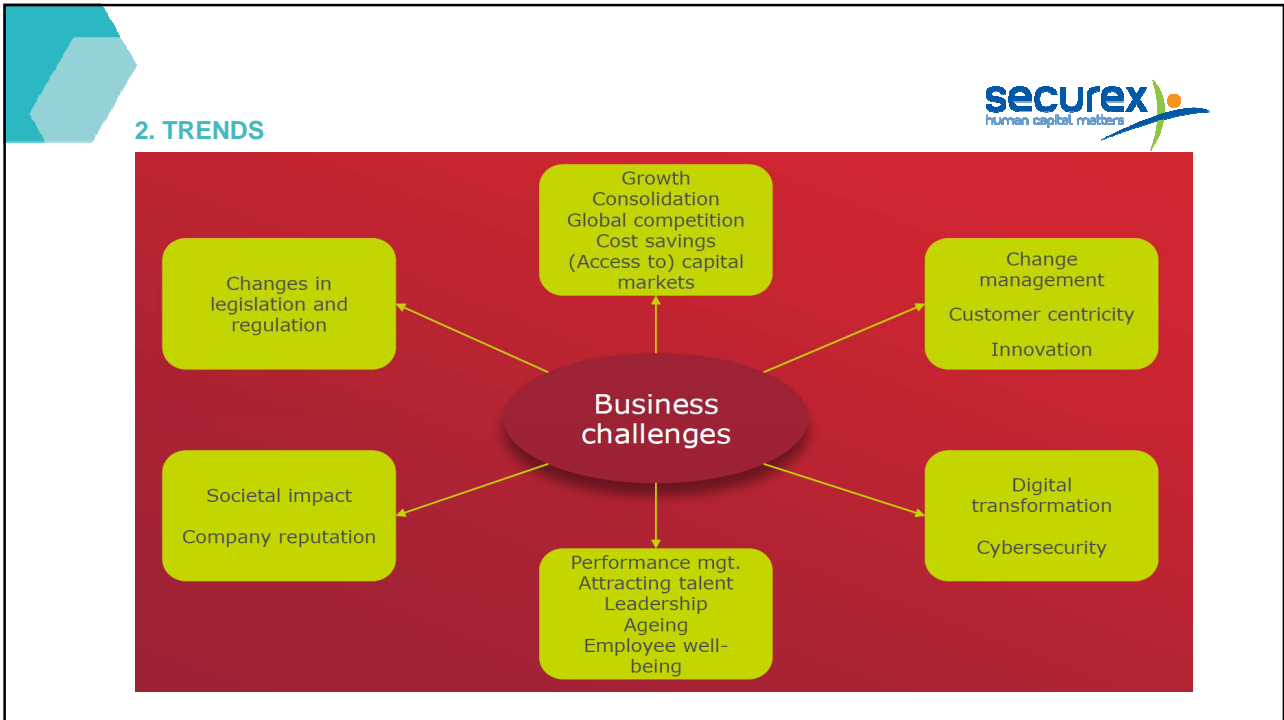 securex
human capital matters
2. TRENDS
Growth
Consolidation
Global competition
Cost savings
(Access to) capital
markets
Changes in
legislation and
regulation
Change
management
Customer centricity
Innovation
Business
challenges
Societal impact
Company reputation
Digital
transformation
Cybersecurity
Performance mgt.
Attracting talent
Leadership
Ageing
Employee well-
being